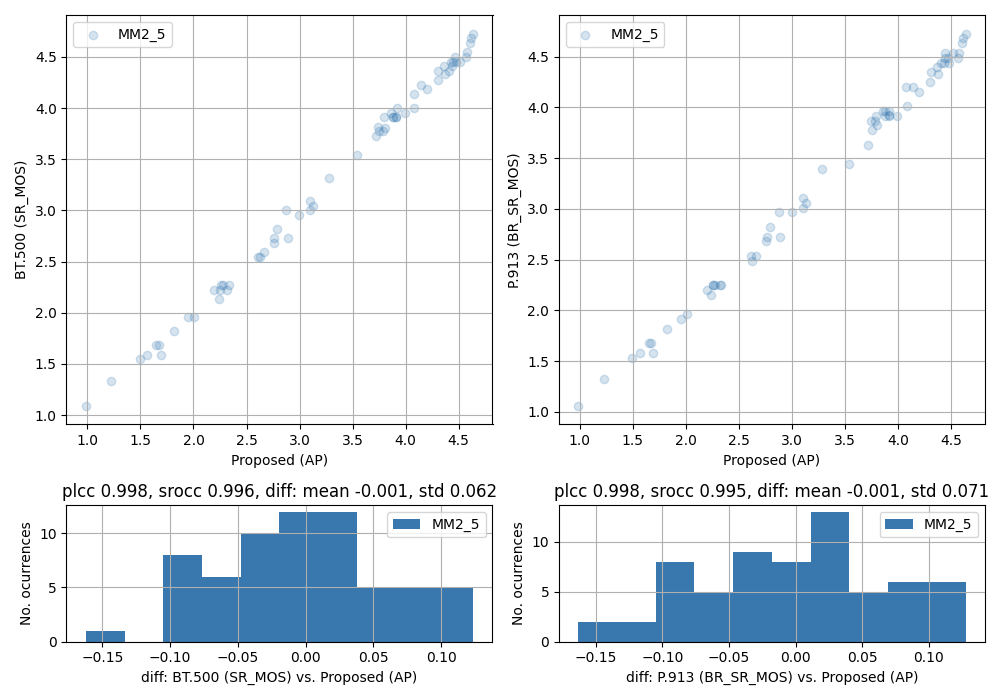 MM2_5
4.5
4.0
3.5
3.0
2.5
2.0
1.5
1.0
BT.500 (SR_MOS)
1.0 1.5 2.0 2.5 3.0 3.5 4.0 4.5
Proposed (AP)
MM2_5
4.5
4.0
3.5
3.0
2.5
2.0
1.5
1.0
P.913 (BR_SR_MOS)
1.0 1.5 2.0 2.5 3.0 3.5 4.0 4.5
Proposed (AP)
plcc 0.998, srocc 0.996, diff: mean -0.001, std 0.062
MM2_5
10
5
0
No. ocurrences
−0.15 −0.10 −0.05 0.00 0.05 0.10
diff: BT.500 (SR_MOS) vs. Proposed (AP)
plcc 0.998, srocc 0.995, diff: mean -0.001, std 0.071
MM2_5
10
5
0
No. ocurrences
−0.15 −0.10 −0.05 0.00 0.05 0.10
diff: P.913 (BR_SR_MOS) vs. Proposed (AP)